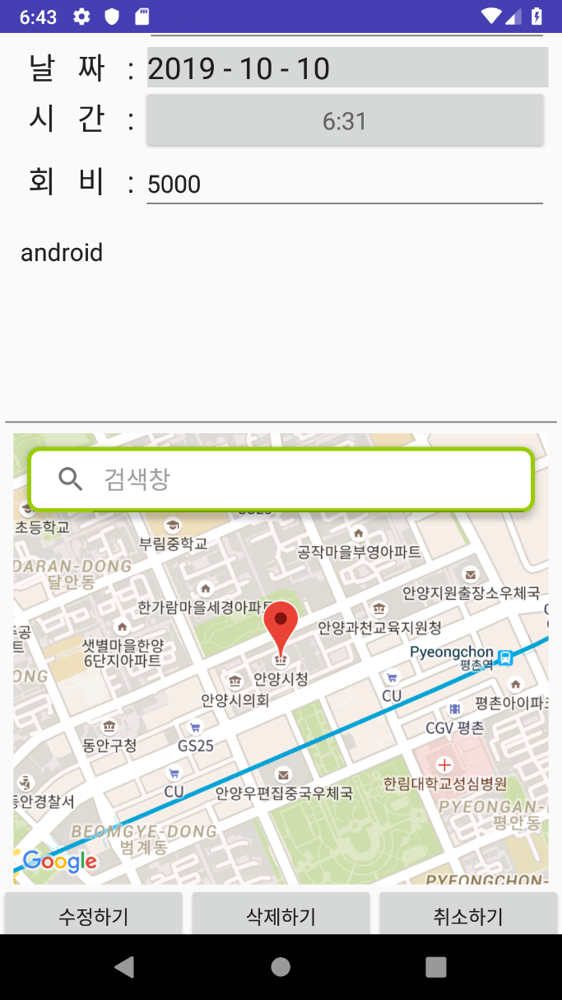 6:43
날 짜 : 2019 - 10 - 10
시 간 : 6:31
회 비 : 5000
android
검색창
초등학교
부림중학교
공작마을부영아파트
DARAN-DONG
달안동
안양지원출장소우체국
한가람마을세경아파트
안양과천교육지원청
샛별마을한양
6단지아파트
Pyeongchon
평촌역
안양시청
안양시의회
CU
평촌아이파크
CGV 평촌
동안구청
GS25
CU
안양우편집중국우체국
한림대학교성심병원
동안경찰서
PYEONGAN-
평안동
BEOMGYE-DONG
범계동
Google
PYEONGCHON-
수정하기
삭제하기
취소하기